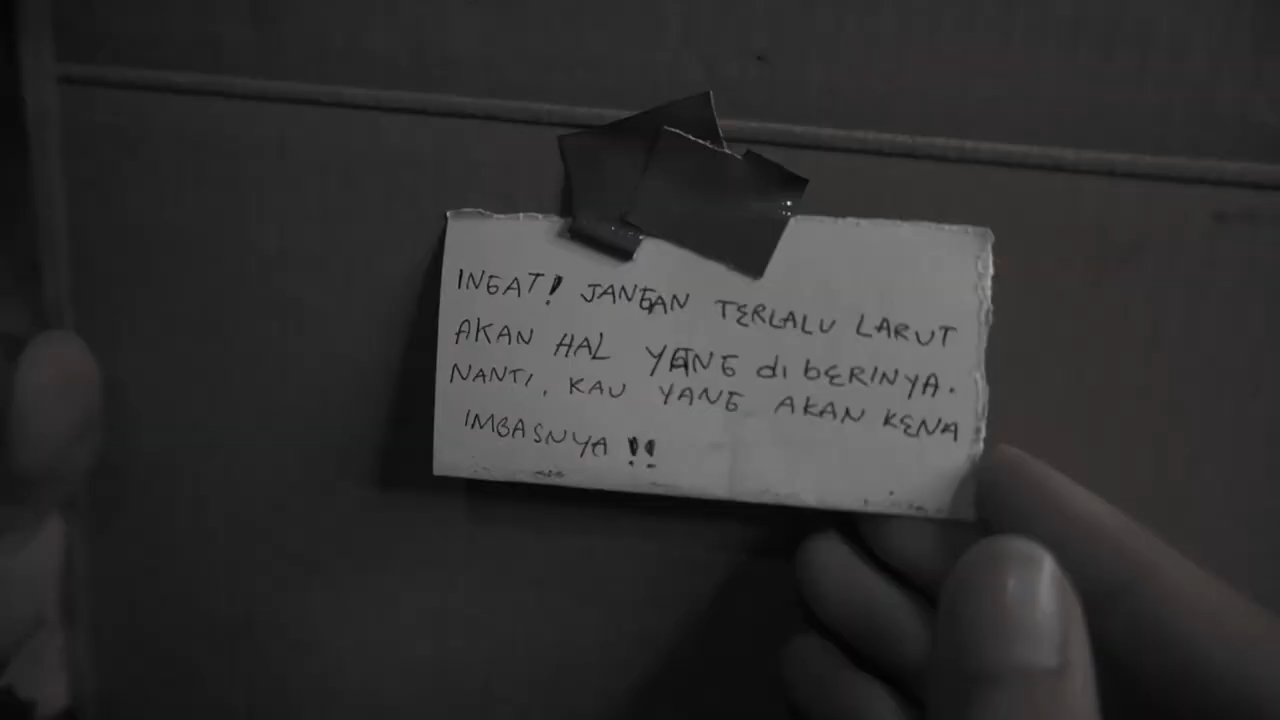 INGAT! JANGAN TERLALU LARUT
AKAN HAL YANG diBERINYA.
NANTI, KAU YANG AKAN KENA
IMBASNYA !!